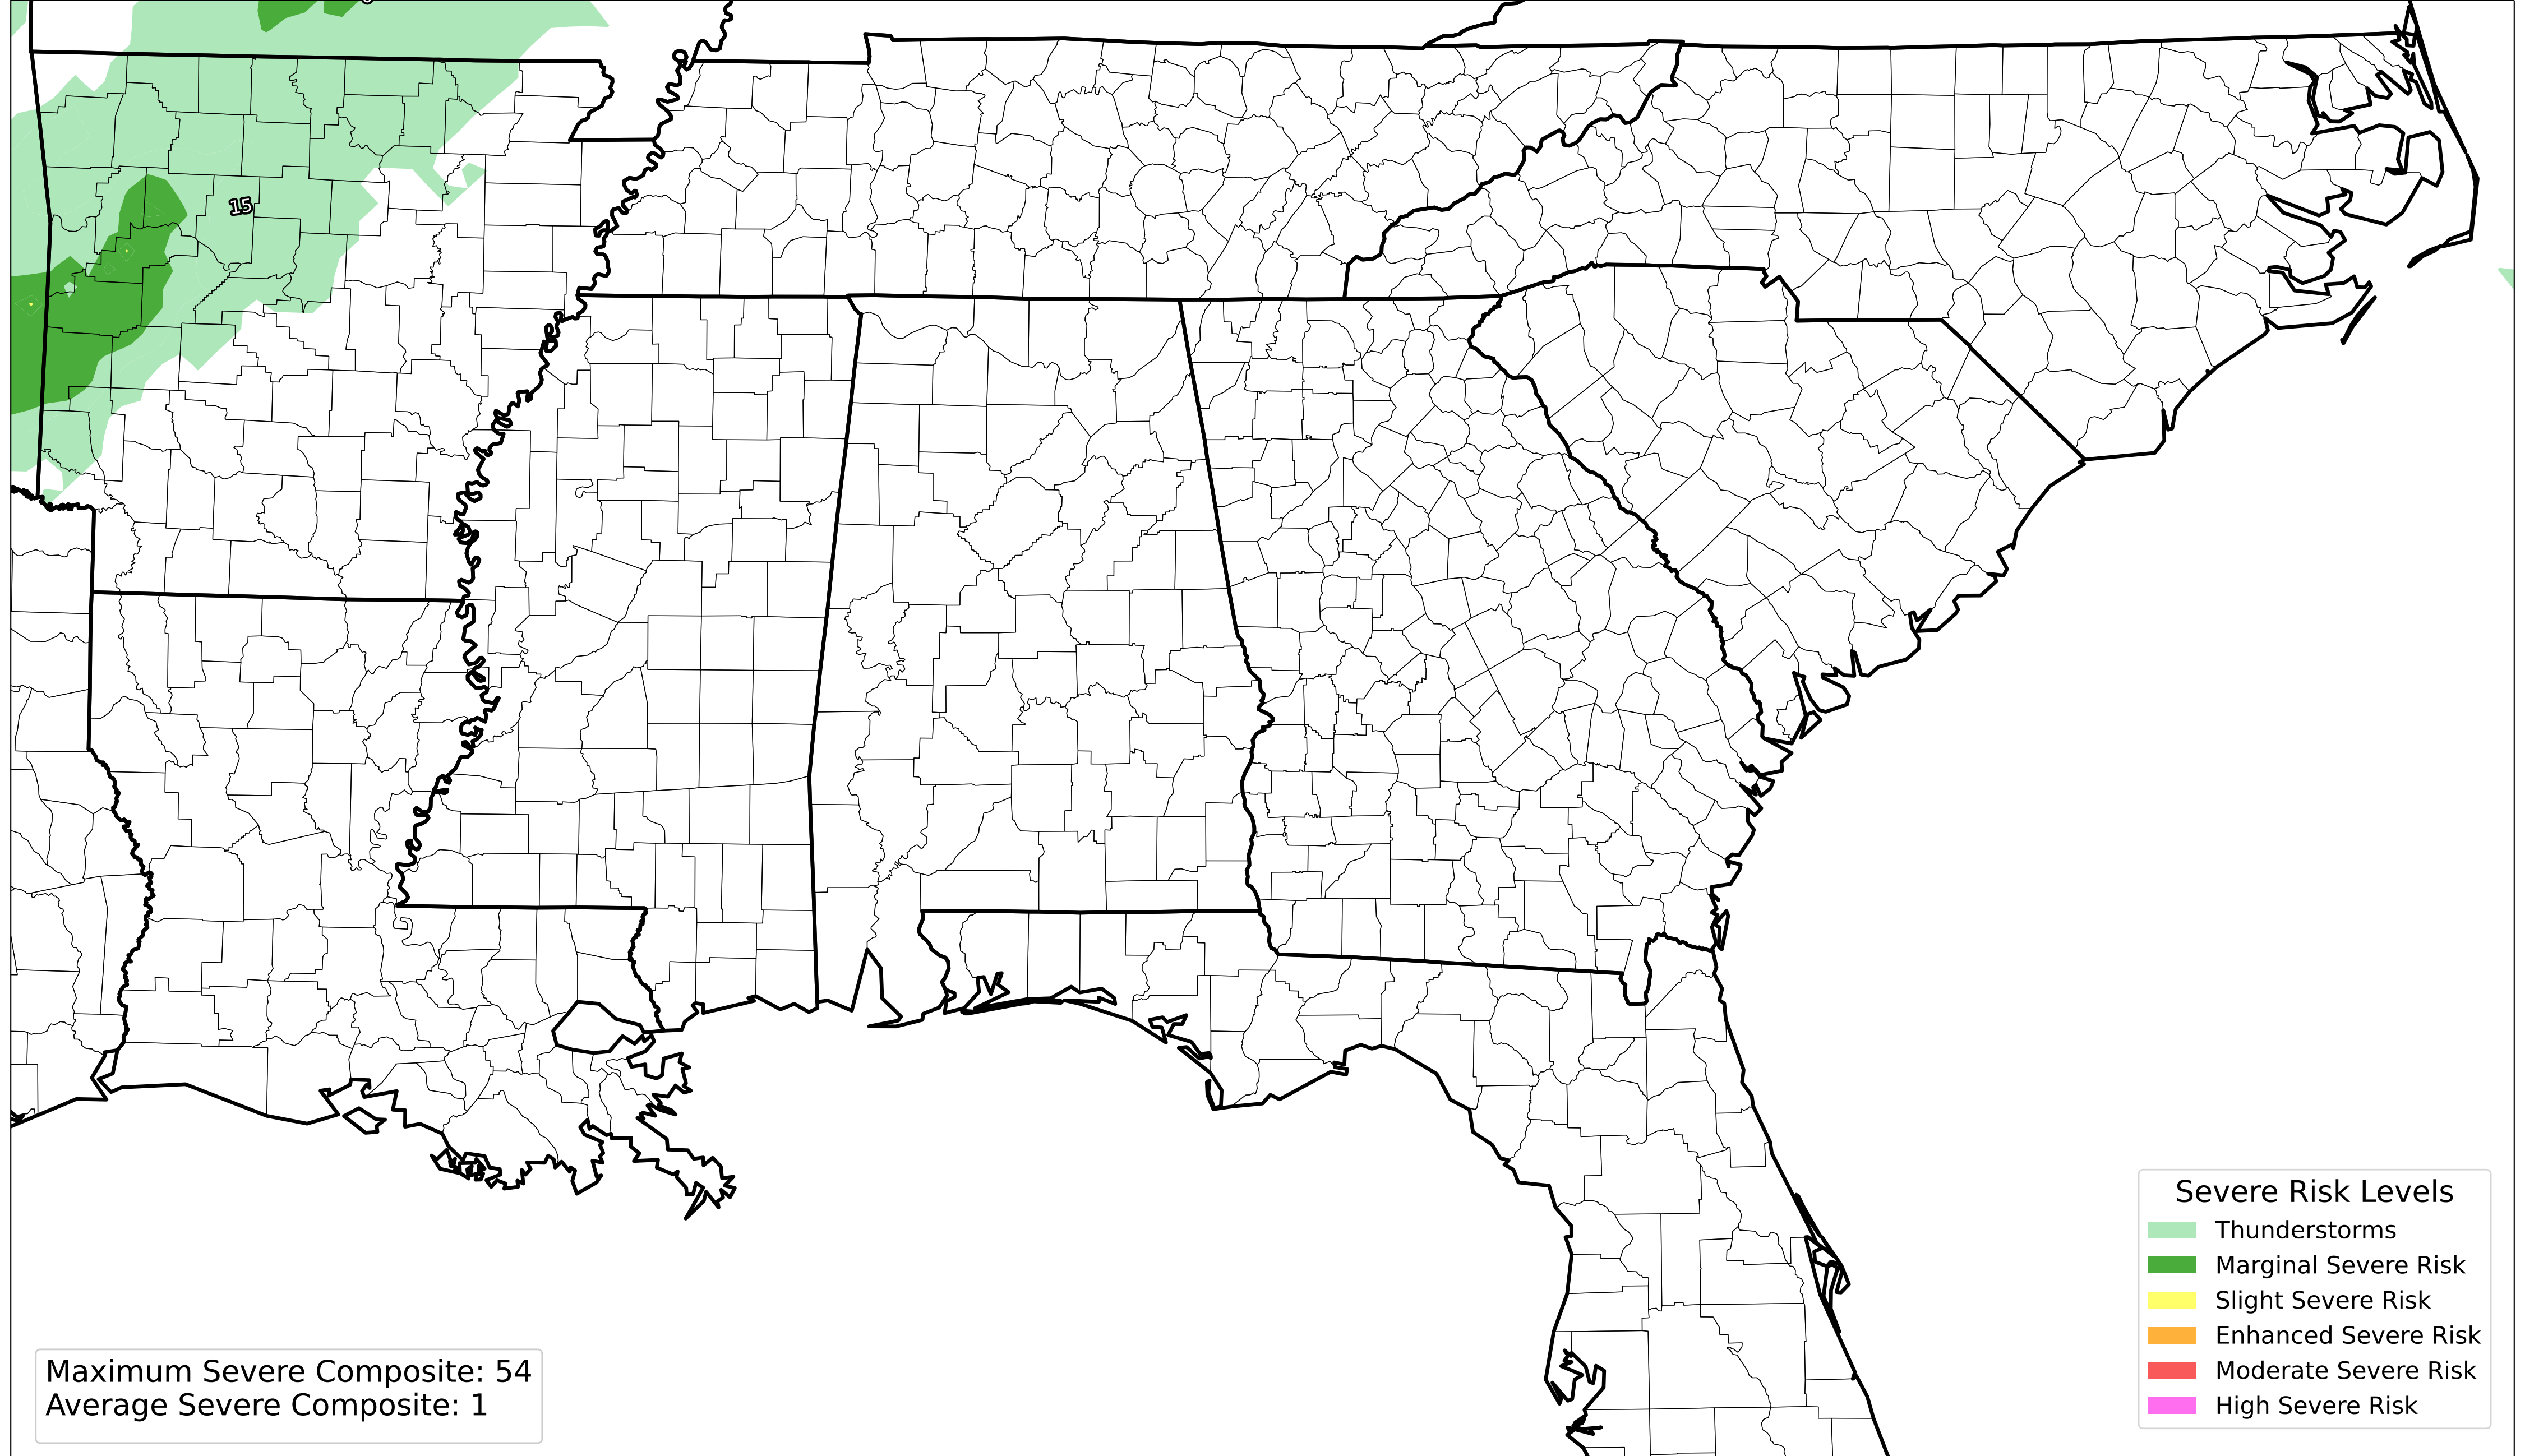 15
Severe Risk Levels
Thunderstorms
Marginal Severe Risk
Slight Severe Risk
Enhanced Severe Risk
Moderate Severe Risk
High Severe Risk
Maximum Severe Composite: 54
Average Severe Composite: 1